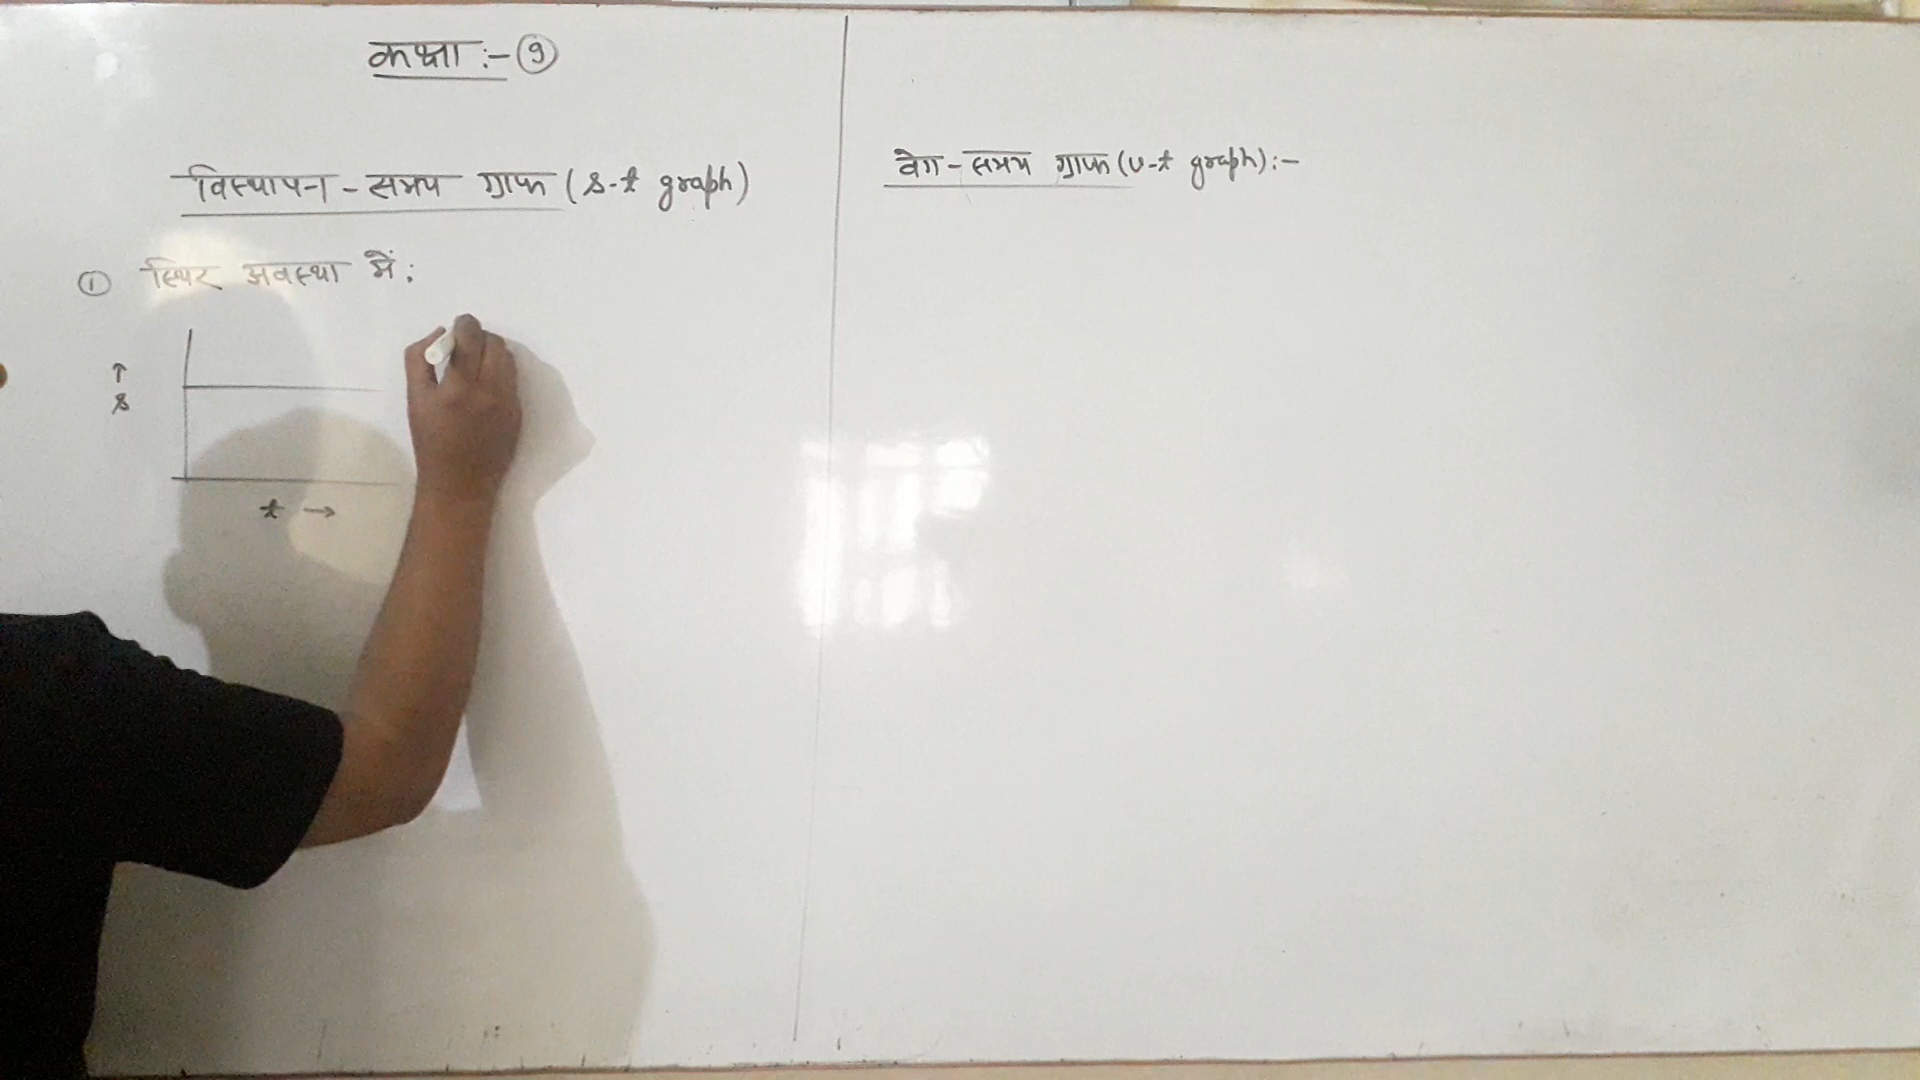 कक्षा :- 9
विस्थापन - समय ग्राफ (s-t graph)
① स्थिर अवस्था में :
↑
s
t →
वेग - समय ग्राफ (v-t graph) :-